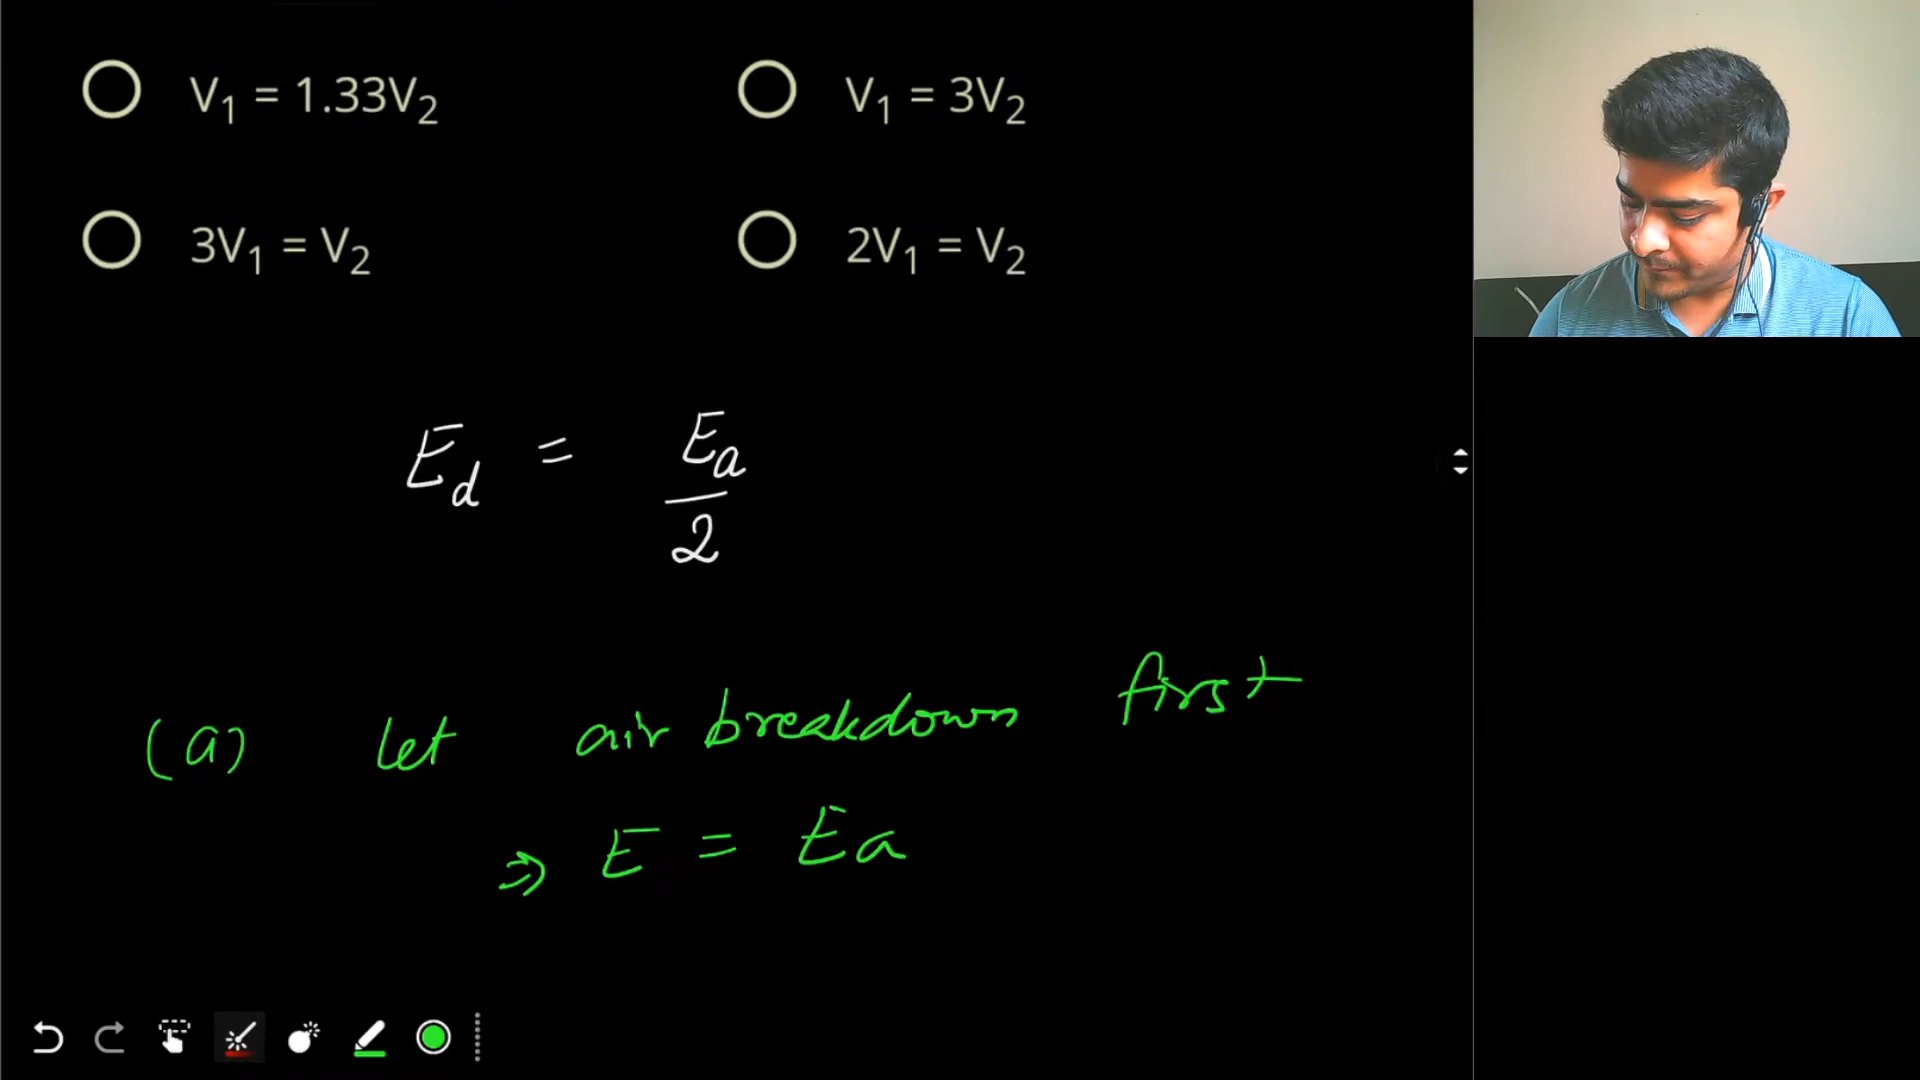 V₁ = 1.33V₂
V₁ = 3V₂
3V₁ = V₂
2V₁ = V₂
E_d = E_a / 2
(a) let air breakdown first
⇒ E = Ea